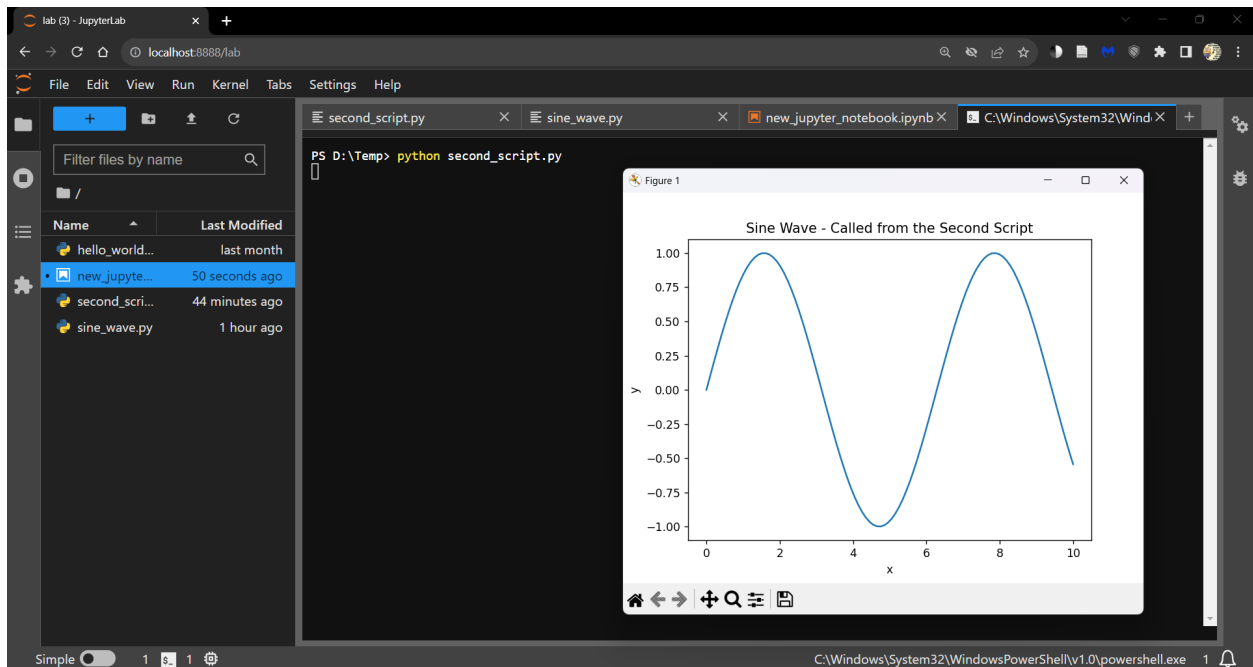 lab (3) - JupyterLab
localhost:8888/lab
File Edit View Run Kernel Tabs Settings Help
second_script.py
sine_wave.py
new_jupyter_notebook.ipynb
C:\Windows\System32\Wind
Filter files by name
/
Name Last Modified
hello_world... last month
new_jupyte... 50 seconds ago
second_scri... 44 minutes ago
sine_wave.py 1 hour ago
PS D:\Temp> python second_script.py
Figure 1
Sine Wave - Called from the Second Script
1.00
0.75
0.50
0.25
0.00
−0.25
−0.50
−0.75
−1.00
y
0 2 4 6 8 10
x
Simple 1 $_ 1
C:\Windows\System32\WindowsPowerShell\v1.0\powershell.exe 1